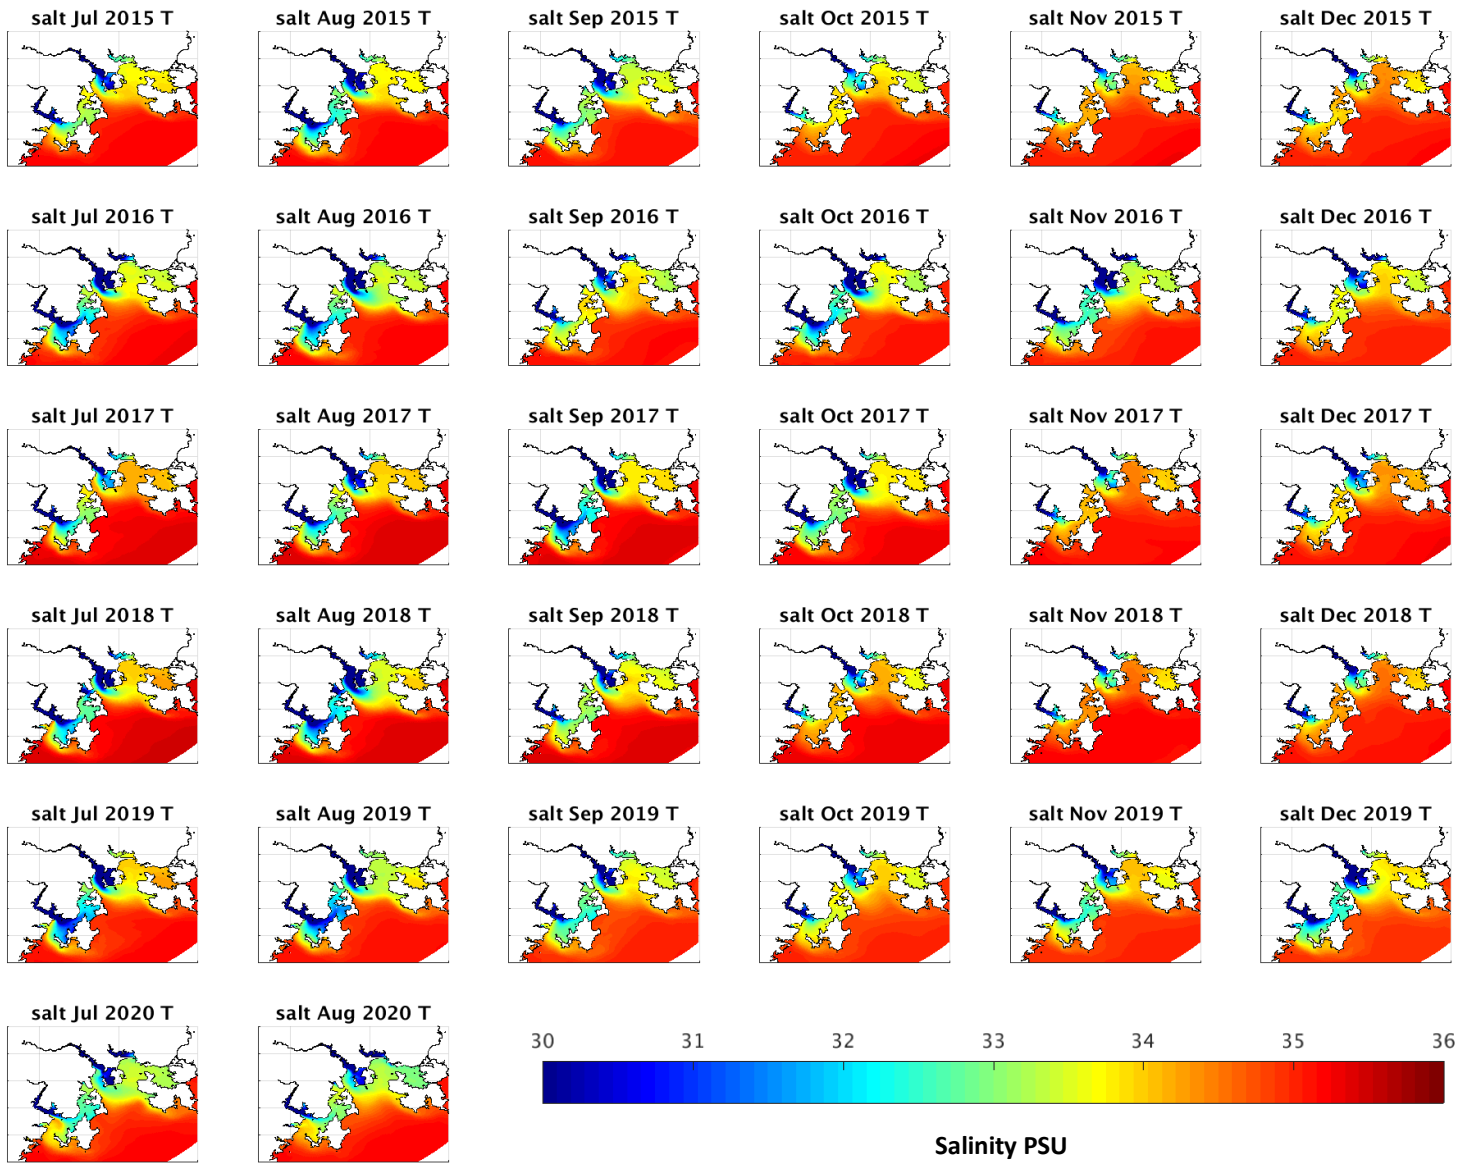 salt Jul 2015 T salt Aug 2015 T salt Sep 2015 T salt Oct 2015 T salt Nov 2015 T salt Dec 2015 T
salt Jul 2016 T salt Aug 2016 T salt Sep 2016 T salt Oct 2016 T salt Nov 2016 T salt Dec 2016 T
salt Jul 2017 T salt Aug 2017 T salt Sep 2017 T salt Oct 2017 T salt Nov 2017 T salt Dec 2017 T
salt Jul 2018 T salt Aug 2018 T salt Sep 2018 T salt Oct 2018 T salt Nov 2018 T salt Dec 2018 T
salt Jul 2019 T salt Aug 2019 T salt Sep 2019 T salt Oct 2019 T salt Nov 2019 T salt Dec 2019 T
salt Jul 2020 T salt Aug 2020 T
30 31 32 33 34 35 36
Salinity PSU